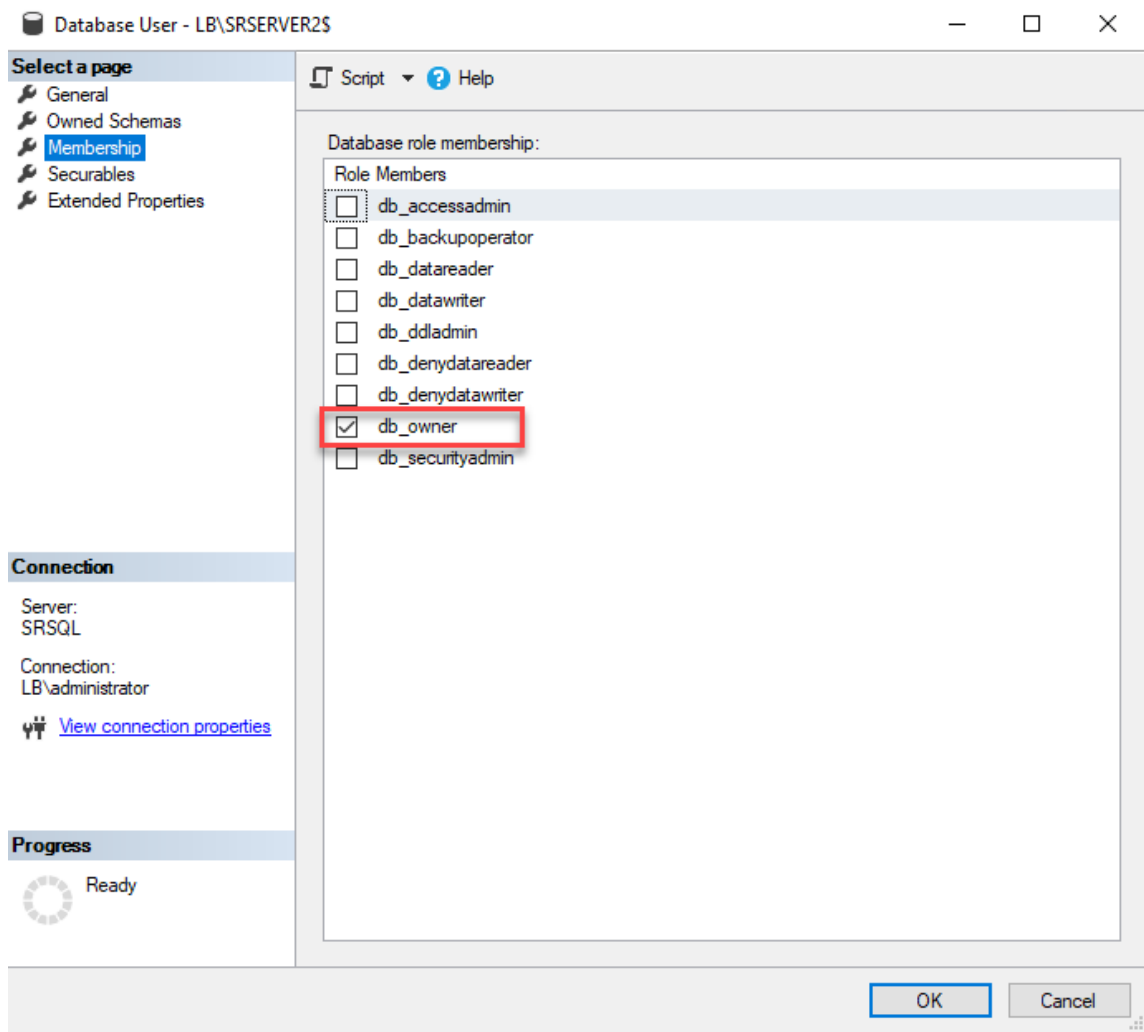 Database User - LB\SRSERVER2$
Select a page
General
Owned Schemas
Membership
Securables
Extended Properties
Script
Help
Database role membership:
Role Members
db_accessadmin
db_backupoperator
db_datareader
db_datawriter
db_ddladmin
db_denydatareader
db_denydatawriter
db_owner
db_securityadmin
Connection
Server:
SRSQL
Connection:
LB\administrator
View connection properties
Progress
Ready
OK
Cancel